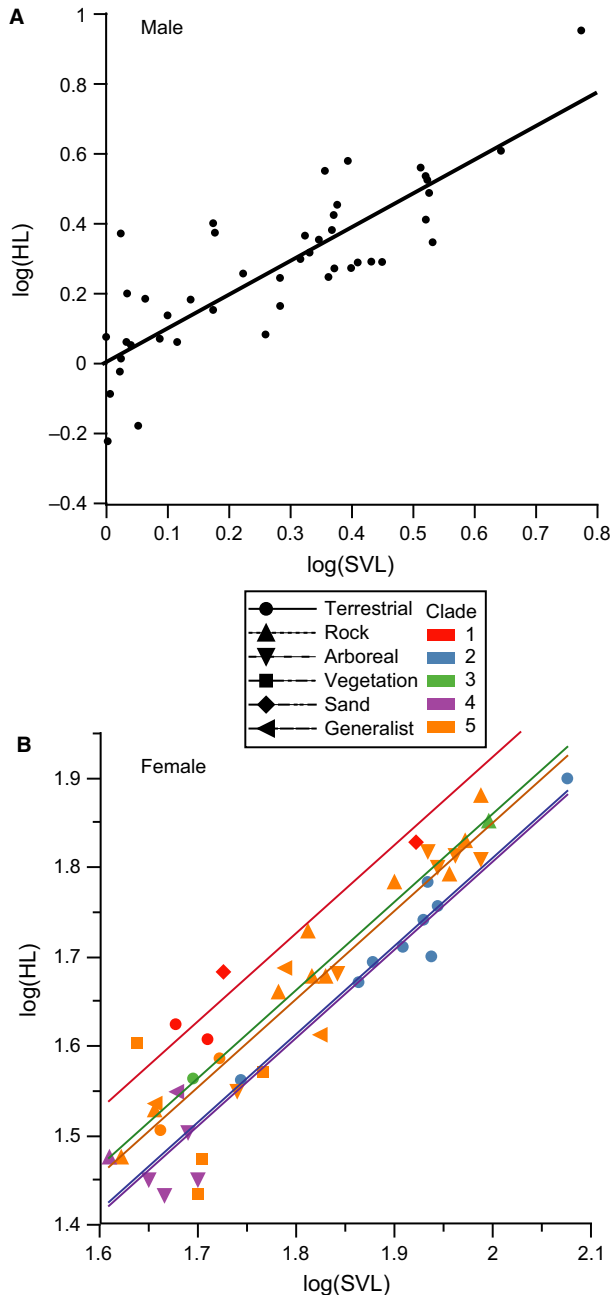 A
Male
1
0.8
0.6
0.4
0.2
0
–0.2
–0.4
log(HL)
0
0.1
0.2
0.3
0.4
0.5
0.6
0.7
0.8
log(SVL)
Terrestrial
Rock
Arboreal
Vegetation
Sand
Generalist
Clade
1
2
3
4
5
B
Female
1.9
1.8
1.7
1.6
1.5
1.4
log(HL)
1.6
1.7
1.8
1.9
2
2.1
log(SVL)